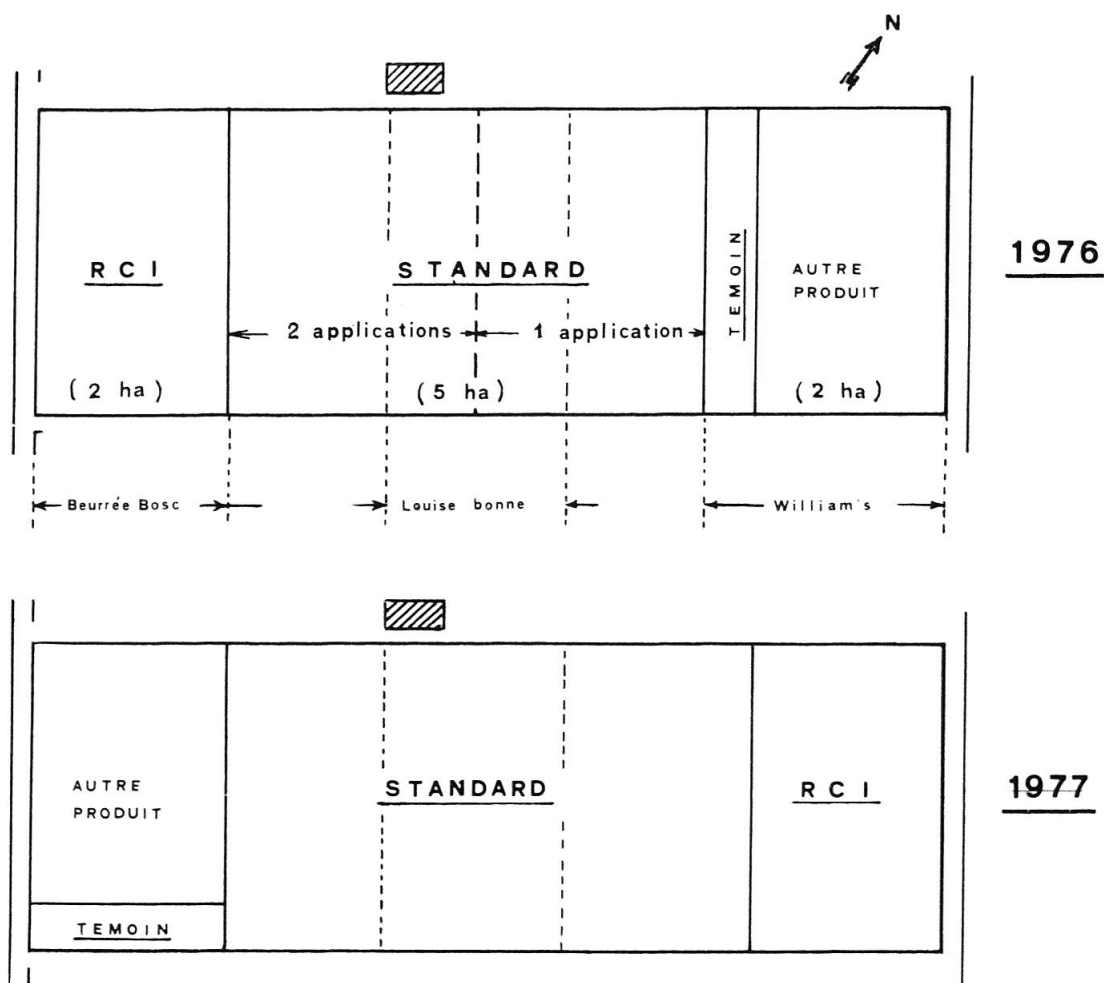 N
RCI
STANDARD
TEMOIN
AUTRE
PRODUIT
1976
2 applications
1 application
(2 ha)
(5 ha)
(2 ha)
Beurrée Bosc
Louise bonne
William's
AUTRE
PRODUIT
STANDARD
RCI
1977
TEMOIN